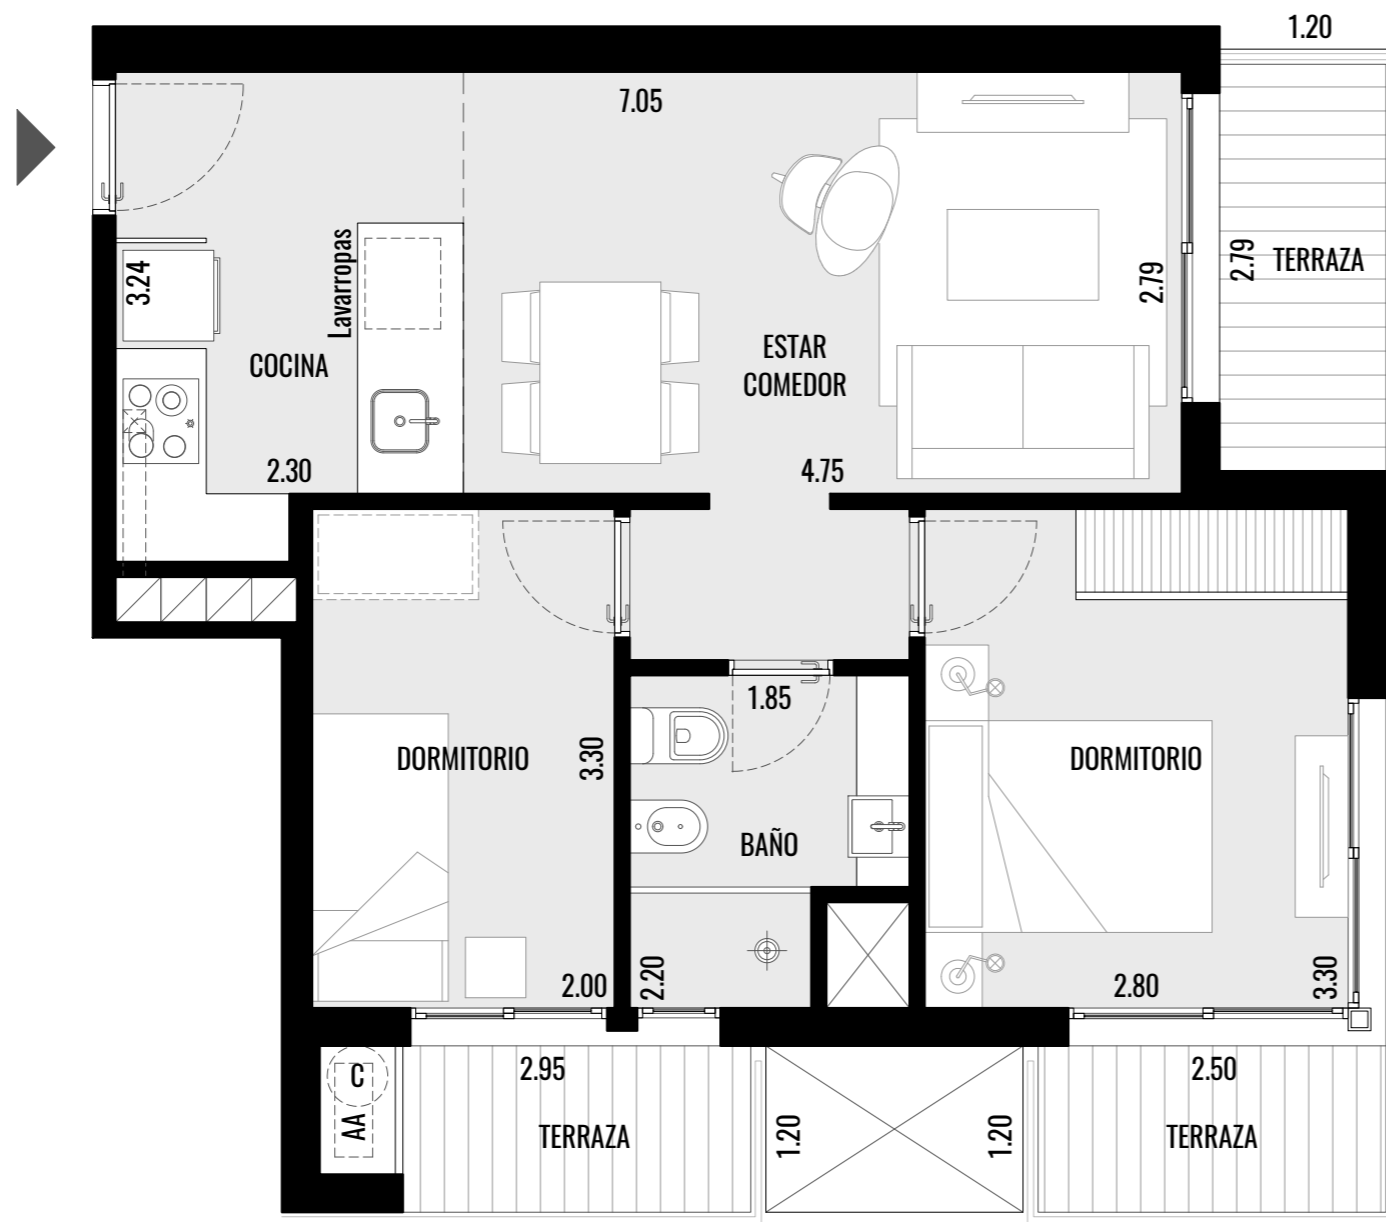 1.20
7.05
Lavarropas
3.24
2.79
2.79
TERRAZA
COCINA
ESTAR
COMEDOR
2.30
4.75
1.85
DORMITORIO
3.30
DORMITORIO
BAÑO
2.00
2.20
2.80
3.30
C
AA
2.95
TERRAZA
1.20
1.20
2.50
TERRAZA